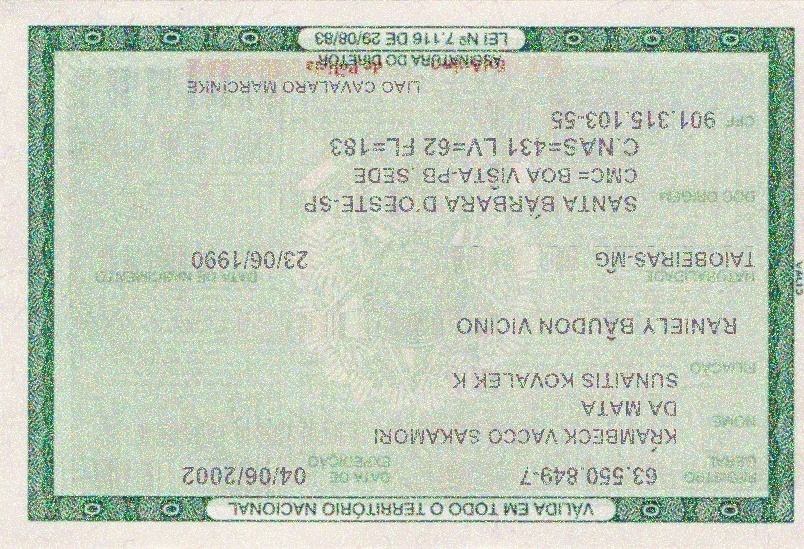 VÁLIDA EM TODO O TERRITÓRIO NACIONAL
REGISTRO GERAL 63.550.849-7 DATA DE EXPEDIÇÃO 04/06/2002
NOME KRAMBECK VACCO SAKAMORI
DA MATA
SUNAITIS KOVALEK K
FILIAÇÃO
RANIELY BAUDON VICINO
NATURALIDADE DATA DE NASCIMENTO
TAIOBEIRAS-MG 23/06/1990
DOC ORIGEM SANTA BÁRBARA D'OESTE-SP
CMC= BOA VISTA-PB .SEDE
C.NAS=431 LV=62 FL=183
CPF 901.315.103-55
LIAO CAVALARO MARCINKE
ASSINATURA DO DIRETOR
LEI Nº 7.116 DE 29/08/83